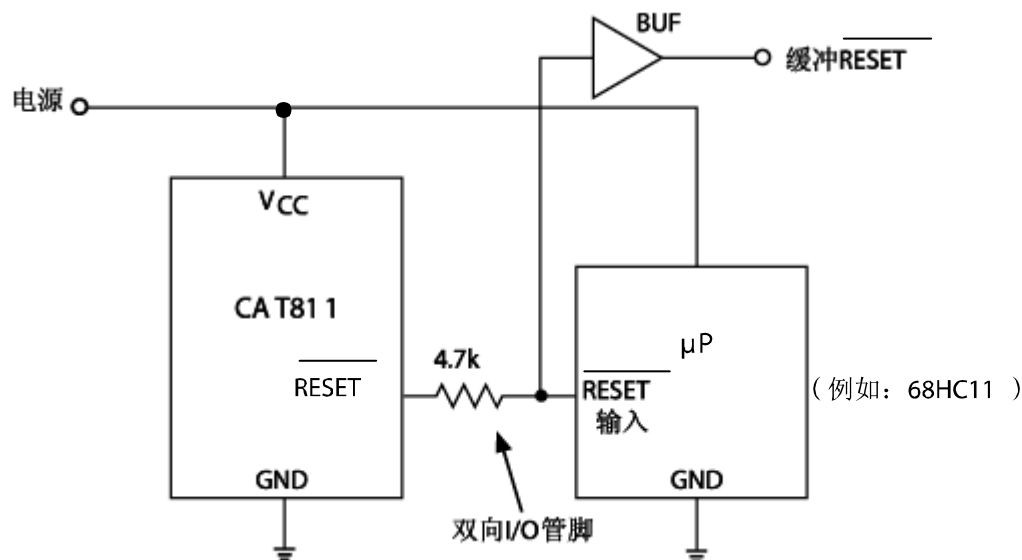 BUF
缓冲RESET
电源
VCC
CAT811
4.7k
μP
RESET
RESET
输入
(例如：68HC11)
GND
GND
双向I/O管脚